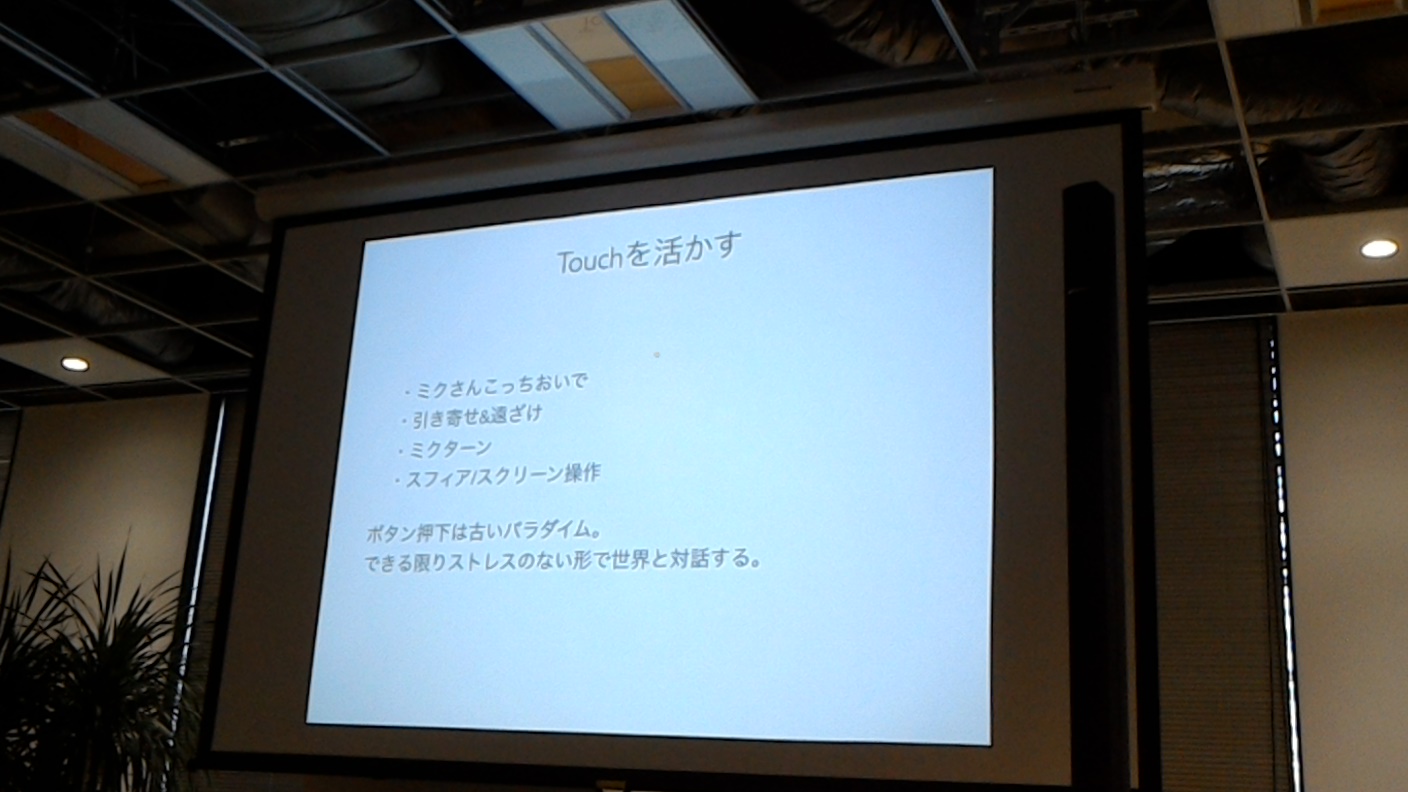 Touchを活かす
・ミクさんこっちおいで
・引き寄せ&遠ざけ
・ミクターン
・スフィア/スクリーン操作
ボタン押下は古いパラダイム。
できる限りストレスのない形で世界と対話する。